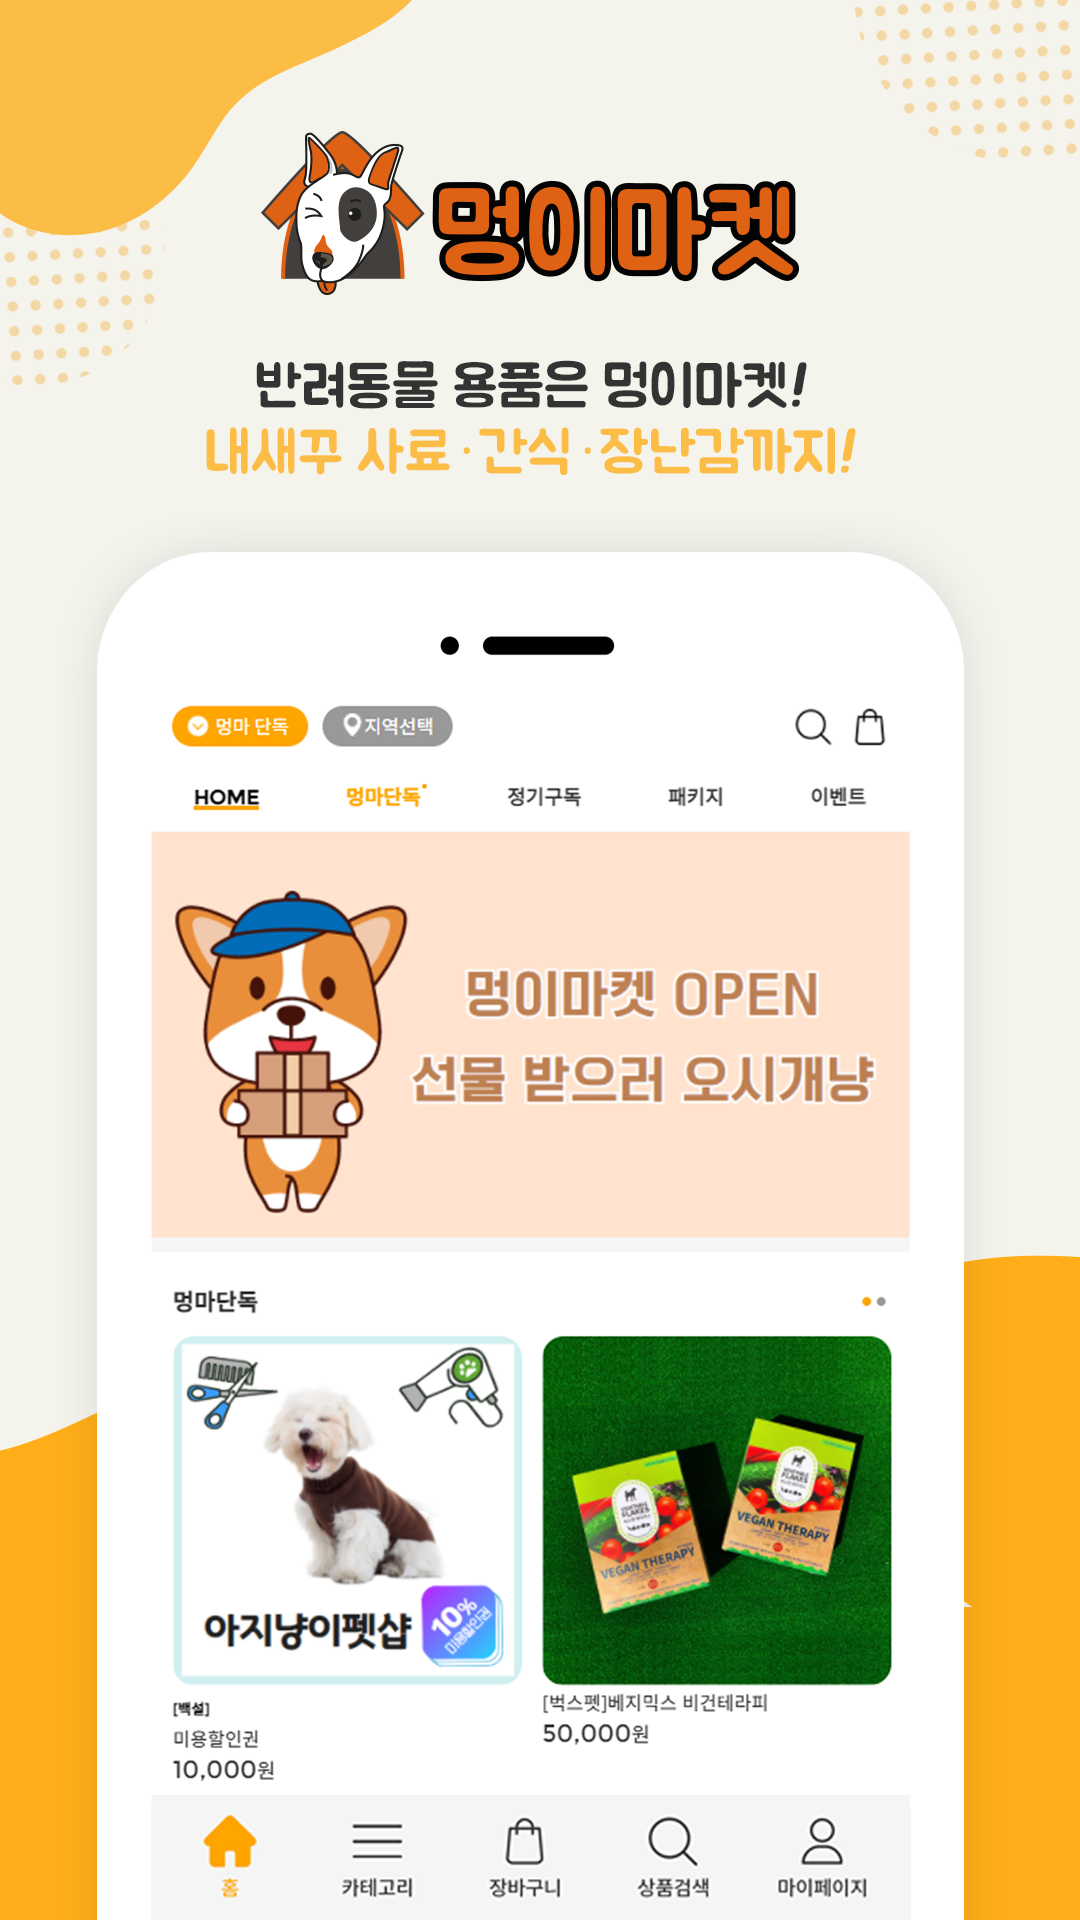 멍이마켓
반려동물 용품은 멍이마켓!
내새꾸 사료·간식·장난감까지!
멍마 단독
지역선택
HOME
멍마단독
정기구독
패키지
이벤트
멍이마켓 OPEN
선물 받으러 오시개냥
멍마단독
아지냥이펫샵
10%
미용할인권
VEGETABLE
FLAKES
VEGAN THERAPY
VEGETABLE
FLAKES
VEGAN THERAPY
[백설]
미용할인권
10,000원
[벅스펫]베지믹스 비건테라피
50,000원
홈
카테고리
장바구니
상품검색
마이페이지